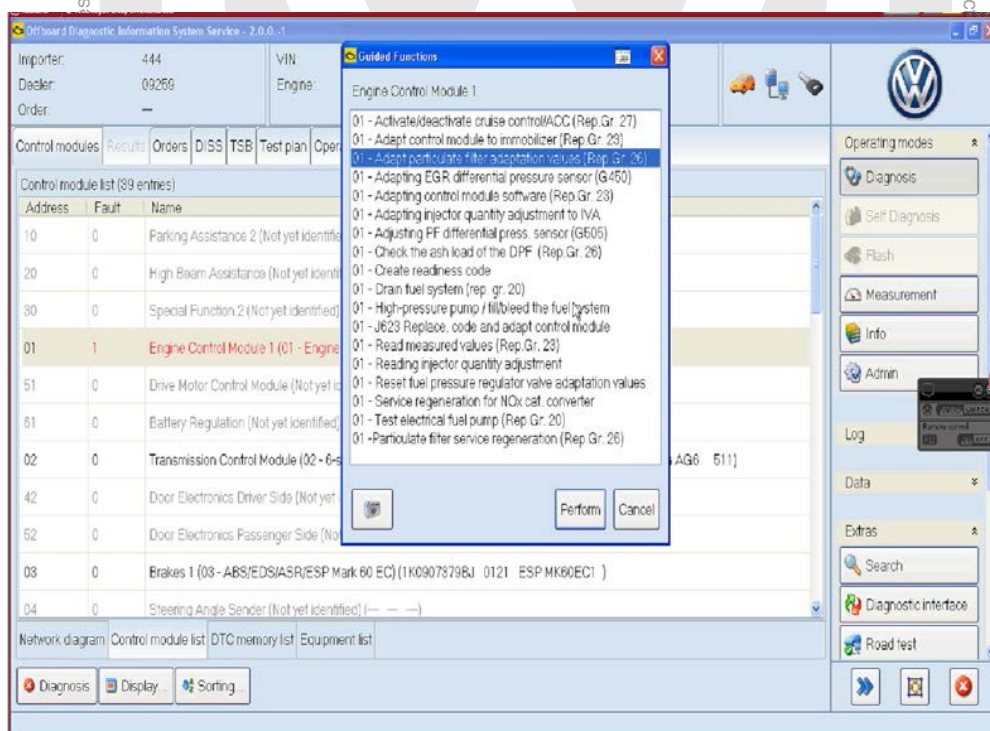 Offboard Diagnostic Information System Service - 2.0.0.-1
Importer: 444 VIN:
Dealer: 09259 Engine:
Order: —
Control modules Results Orders DISS TSB Test plan Oper
Control module list (39 entries)
Address Fault Name
10 0 Parking Assistance 2 (Not yet identifie
20 0 High Beam Assistance (Not yet identi
30 0 Special Function 2 (Not yet identified)
01 1 Engine Control Module 1 (01 - Engine
51 0 Drive Motor Control Module (Not yet ic
61 0 Battery Regulation (Not yet identified)
02 0 Transmission Control Module (02 - 6-s AG6 511)
42 0 Door Electronics Driver Side (Not yet
52 0 Door Electronics Passenger Side (No
03 0 Brakes 1 (03 - ABS/EDS/ASR/ESP Mark 60 EC) (1K0907379BJ 0121 ESP MK60EC1 )
04 0 Steering Angle Sender (Not yet identified) (— — —)
Network diagram Control module list DTC memory list Equipment list
Diagnosis Display... Sorting...
Guided Functions
Engine Control Module 1
01 - Activate/deactivate cruise control/ACC (Rep.Gr. 27)
01 - Adapt control module to immobilizer (Rep.Gr. 23)
01 - Adapt particulate filter adaptation values (Rep.Gr. 26)
01 - Adapting EGR differential pressure sensor (G450)
01 - Adapting control module software (Rep.Gr. 23)
01 - Adapting injector quantity adjustment to IVA
01 - Adjusting PF differential press. sensor (G505)
01 - Check the ash load of the DPF (Rep.Gr. 26)
01 - Create readiness code
01 - Drain fuel system (rep. gr. 20)
01 - High-pressure pump / fill/bleed the fuel system
01 - J623 Replace, code and adapt control module
01 - Read measured values (Rep.Gr. 23)
01 - Reading injector quantity adjustment
01 - Reset fuel pressure regulator valve adaptation values
01 - Service regeneration for NOx cat. converter
01 - Test electrical fuel pump (Rep.Gr. 20)
01 -Particulate filter service regeneration (Rep.Gr. 26)
Perform Cancel
Operating modes
Diagnosis
Self Diagnosis
Flash
Measurement
Info
Admin
Log
Data
Extras
Search
Diagnostic interface
Road test